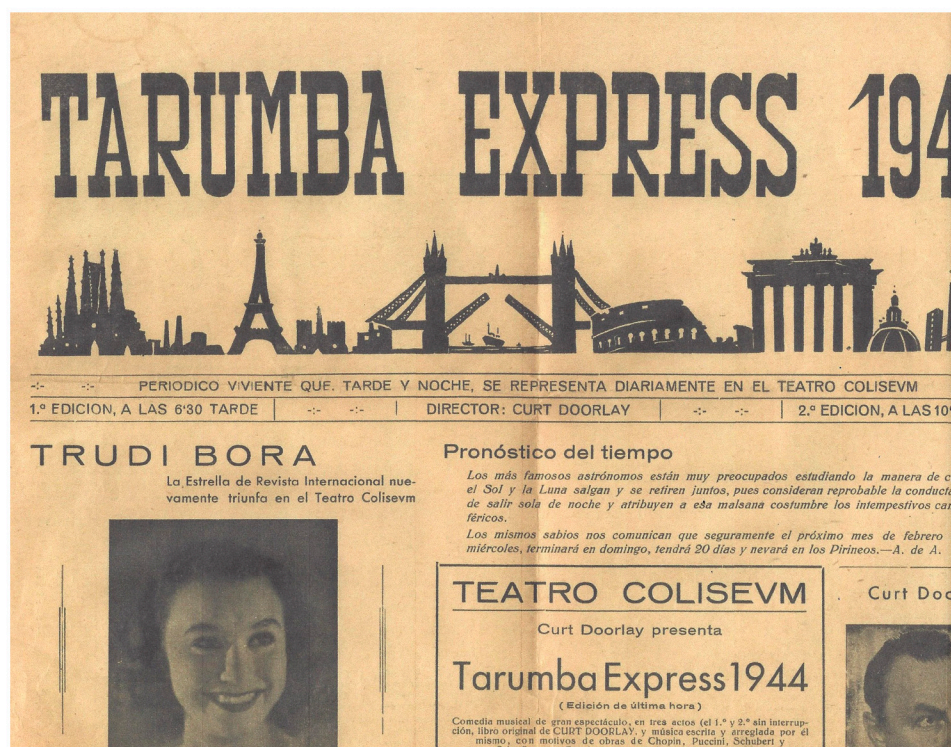 TARUMBA EXPRESS 194
-:- -:- PERIODICO VIVIENTE QUE. TARDE Y NOCHE, SE REPRESENTA DIARIAMENTE EN EL TEATRO COLISEVM
1.ª EDICION, A LAS 6'30 TARDE | -:- -:- | DIRECTOR: CURT DOORLAY | -:- -:- | 2.ª EDICION, A LAS 10
TRUDI BORA
La Estrella de Revista Internacional nue-
vamente triunfa en el Teatro Colisevm
Pronóstico del tiempo
Los más famosos astrónomos están muy preocupados estudiando la manera de
el Sol y la Luna salgan y se retiren juntos, pues consideran reprobable la
de salir sola de noche y atribuyen a esa malsana costumbre los intempestivos
féricos.
Los mismos sabios nos comunican que seguramente el próximo mes de febrero
miércoles, terminará en domingo, tendrá 20 días y nevará en los Pirineos.—A. de A.
TEATRO COLISEVM
Curt Doorlay presenta
Tarumba Express 1944
(Edición de última hora)
Comedia musical de gran espectáculo, en tres actos (el 1.º y 2.º sin interrup-
ción, libro original de CURT DOORLAY, y música escrita y arreglada por él
mismo, con motivos de obras de Chopin, Puccini, Schubert y
Curt Doo